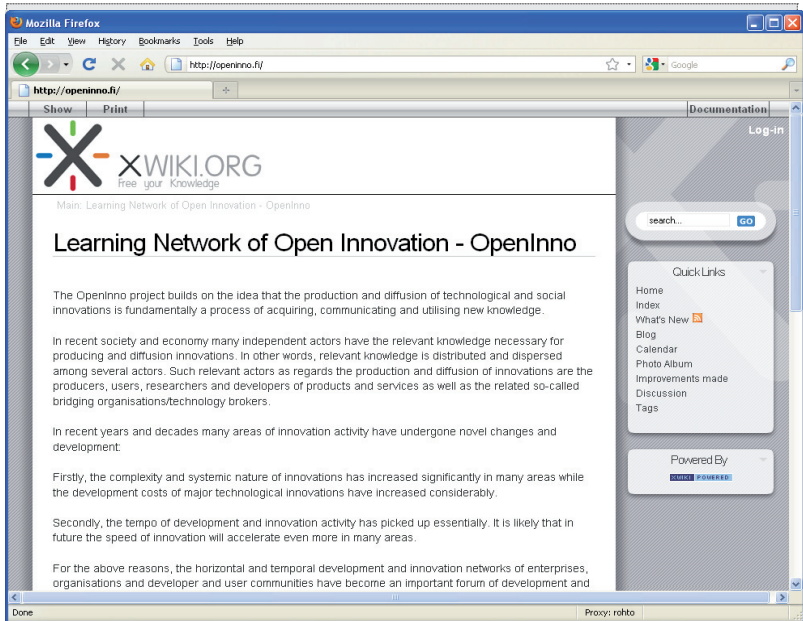 Mozilla Firefox
File Edit View History Bookmarks Tools Help
http://openinno.fi/
Google
http://openinno.fi/
Show Print Documentation
Log-in
XWIKI.ORG
Free your Knowledge
Main: Learning Network of Open Innovation - OpenInno
Learning Network of Open Innovation - OpenInno
The OpenInno project builds on the idea that the production and diffusion of technological and social
innovations is fundamentally a process of acquiring, communicating and utilising new knowledge.
In recent society and economy many independent actors have the relevant knowledge necessary for
producing and diffusion innovations. In other words, relevant knowledge is distributed and dispersed
among several actors. Such relevant actors as regards the production and diffusion of innovations are the
producers, users, researchers and developers of products and services as well as the related so-called
bridging organisations/technology brokers.
In recent years and decades many areas of innovation activity have undergone novel changes and
development:
Firstly, the complexity and systemic nature of innovations has increased significantly in many areas while
the development costs of major technological innovations have increased considerably.
Secondly, the tempo of development and innovation activity has picked up essentially. It is likely that in
future the speed of innovation will accelerate even more in many areas.
For the above reasons, the horizontal and temporal development and innovation networks of enterprises,
organisations and developer and user communities have become an important forum of development and
search... GO
Quick Links
Home
Index
What's New
Blog
Calendar
Photo Album
Improvements made
Discussion
Tags
Powered By
XWIKI POWERED
Done
Proxy: rohto